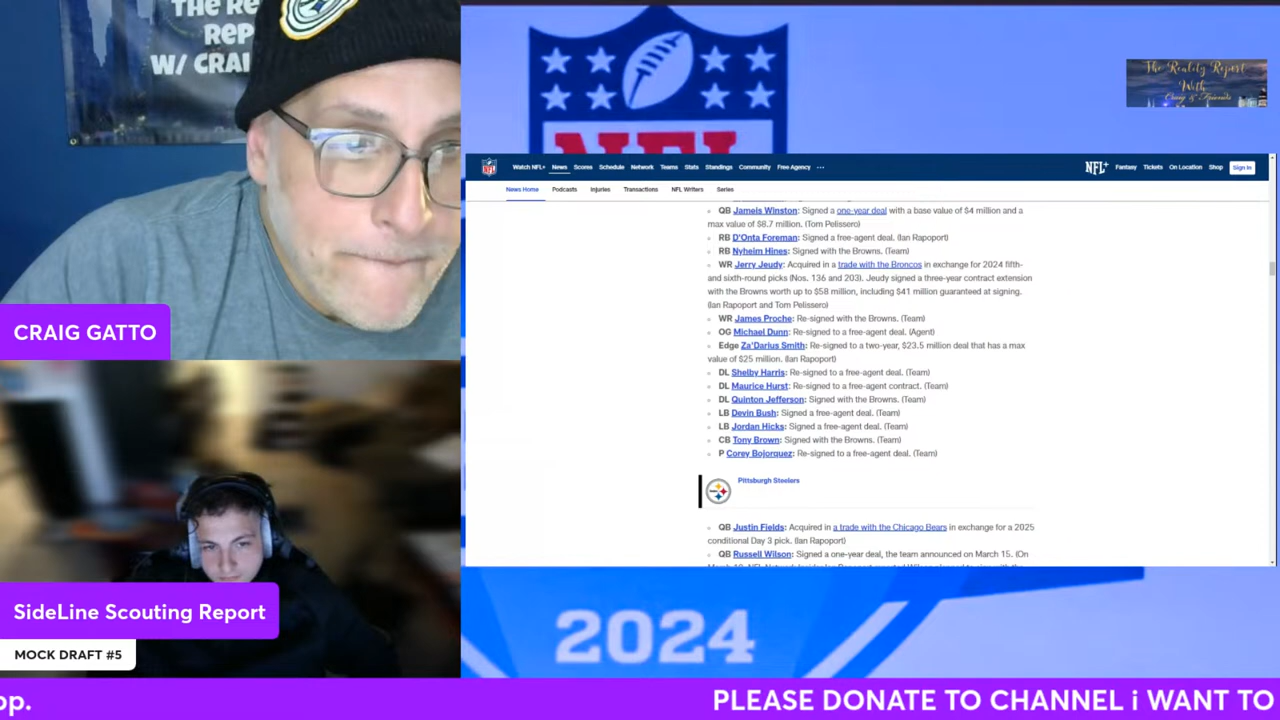 THE RE
REP
W/ CRAI
CRAIG GATTO
SideLine Scouting Report
MOCK DRAFT #5
The Reality Report
With
Craig & Friends
NFL
Watch NFL+ News Scores Schedule Network Teams Stats Standings Community Free Agency ...
NFL+ Fantasy Tickets On Location Shop Sign In
News Home Podcasts Injuries Transactions NFL Writers Series
QB Jameis Winston: Signed a one-year deal with a base value of $4 million and a
max value of $8.7 million. (Tom Pelissero)
RB D'Onta Foreman: Signed a free-agent deal. (Ian Rapoport)
RB Nyheim Hines: Signed with the Browns. (Team)
WR Jerry Jeudy: Acquired in a trade with the Broncos in exchange for 2024 fifth-
and sixth-round picks (Nos. 136 and 203). Jeudy signed a three-year contract extension
with the Browns worth up to $58 million, including $41 million guaranteed at signing.
(Ian Rapoport and Tom Pelissero)
WR James Proche: Re-signed with the Browns. (Team)
OG Michael Dunn: Re-signed to a free-agent deal. (Agent)
Edge Za'Darius Smith: Re-signed to a two-year, $23.5 million deal that has a max
value of $25 million. (Ian Rapoport)
DL Shelby Harris: Re-signed to a free-agent deal. (Team)
DL Maurice Hurst: Re-signed to a free-agent contract. (Team)
DL Quinton Jefferson: Signed with the Browns. (Team)
LB Devin Bush: Signed a free-agent deal. (Team)
LB Jordan Hicks: Signed a free-agent deal. (Team)
CB Tony Brown: Signed with the Browns. (Team)
P Corey Bojorquez: Re-signed to a free-agent deal. (Team)
Pittsburgh Steelers
QB Justin Fields: Acquired in a trade with the Chicago Bears in exchange for a 2025
conditional Day 3 pick. (Ian Rapoport)
QB Russell Wilson: Signed a one-year deal, the team announced on March 15. (On
2024
pp. PLEASE DONATE TO CHANNEL i WANT TO